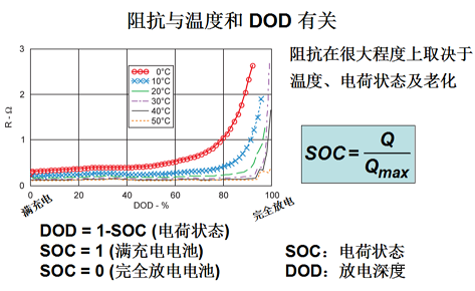 阻抗与温度和 DOD 有关
3
2
1
0
R - Ω
0°C
10°C
20°C
30°C
40°C
50°C
0
20
40
60
80
100
DOD - %
满充电
完全放电
阻抗在很大程度上取决于
温度、电荷状态及老化
SOC = Q / Qmax
DOD = 1-SOC (电荷状态)
SOC = 1 (满充电电池)
SOC = 0 (完全放电电池)
SOC：电荷状态
DOD：放电深度